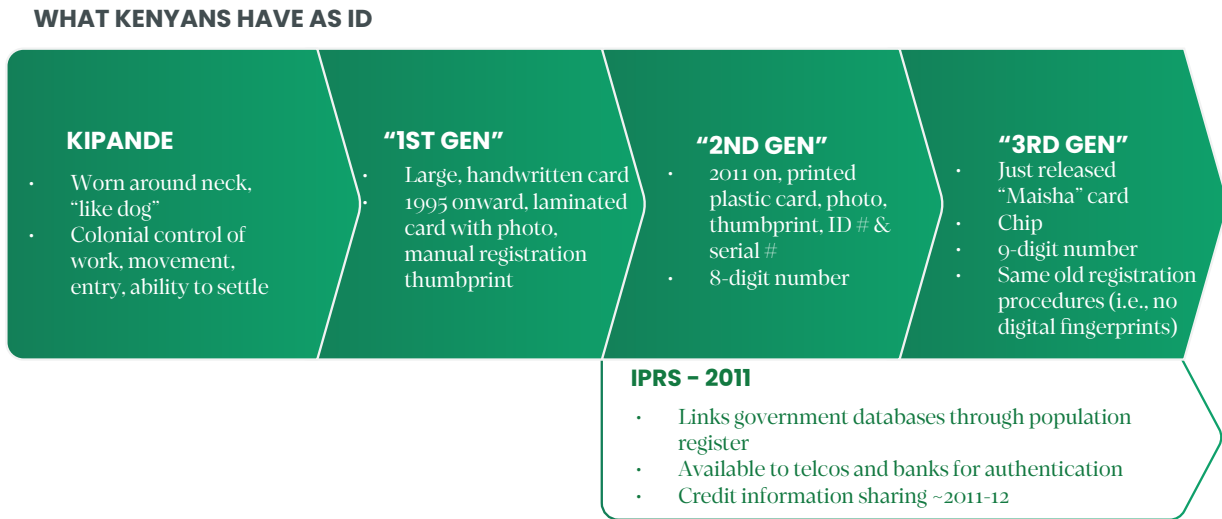 WHAT KENYANS HAVE AS ID
KIPANDE
• Worn around neck,
“like dog”
• Colonial control of
work, movement,
entry, ability to settle
“1ST GEN”
• Large, handwritten card
• 1995 onward, laminated
card with photo,
manual registration
thumbprint
“2ND GEN”
• 2011 on, printed
plastic card, photo,
thumbprint, ID # &
serial #
• 8-digit number
“3RD GEN”
• Just released
“Maisha” card
• Chip
• 9-digit number
• Same old registration
procedures (i.e., no
digital fingerprints)
IPRS – 2011
• Links government databases through population
register
• Available to telcos and banks for authentication
• Credit information sharing ~2011-12